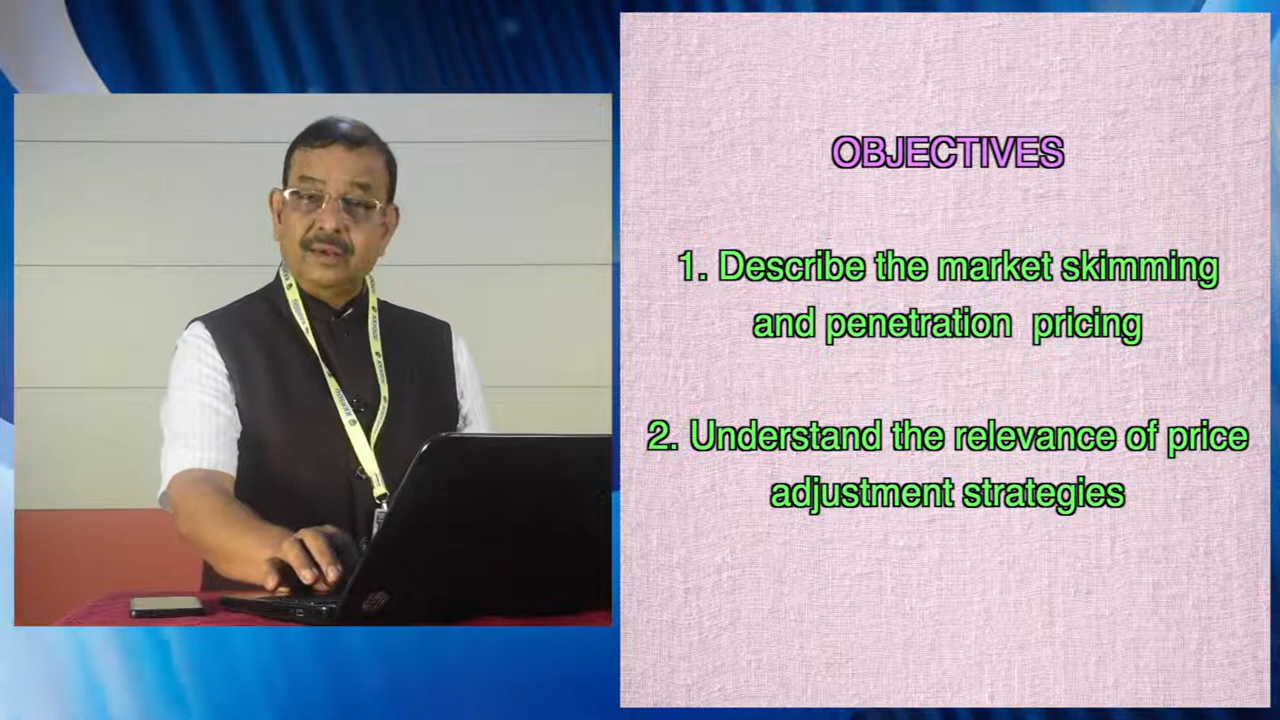 OBJECTIVES
1. Describe the market skimming
and penetration pricing
2. Understand the relevance of price
adjustment strategies